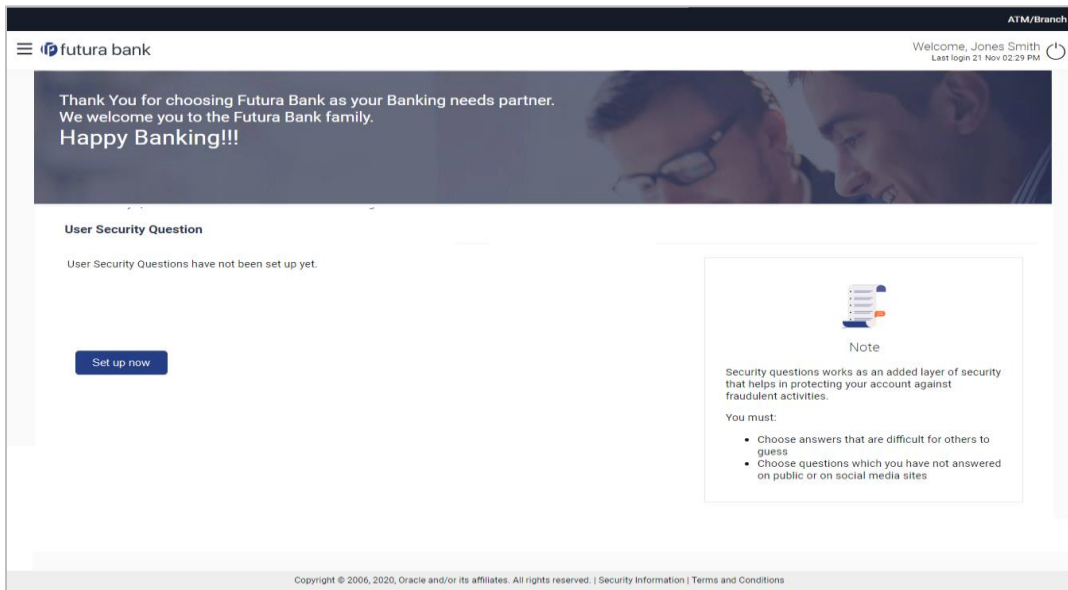 ATM/Branch
futura bank
Welcome, Jones Smith
Last login 21 Nov 02:29 PM
Thank You for choosing Futura Bank as your Banking needs partner.
We welcome you to the Futura Bank family.
Happy Banking!!!
User Security Question
User Security Questions have not been set up yet.
Set up now
Note
Security questions works as an added layer of security
that helps in protecting your account against
fraudulent activities.
You must:
• Choose answers that are difficult for others to
guess
• Choose questions which you have not answered
on public or on social media sites
Copyright © 2006, 2020, Oracle and/or its affiliates. All rights reserved. | Security Information | Terms and Conditions